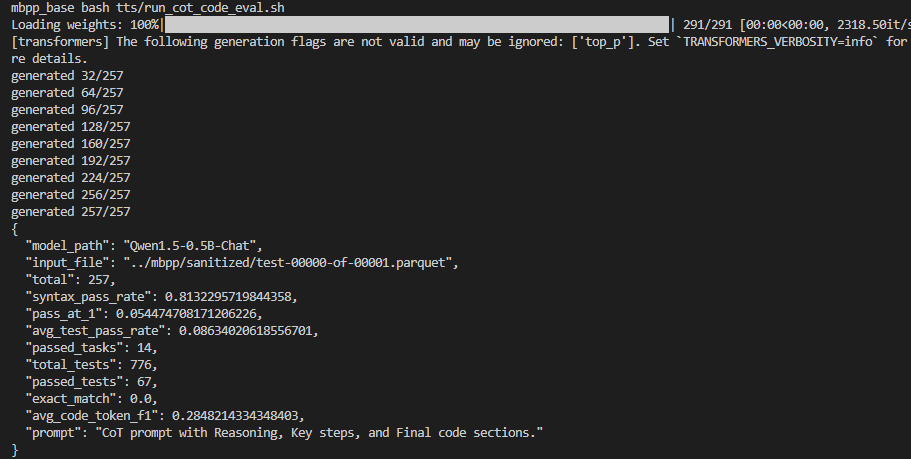 mbpp_base bash tts/run_cot_code_eval.sh
Loading weights: 100%|| 291/291 [00:00<00:00, 2318.50it/s
[transformers] The following generation flags are not valid and may be ignored: ['top_p']. Set `TRANSFORMERS_VERBOSITY=info` for
re details.
generated 32/257
generated 64/257
generated 96/257
generated 128/257
generated 160/257
generated 192/257
generated 224/257
generated 256/257
generated 257/257
{
  "model_path": "Qwen1.5-0.5B-Chat",
  "input_file": "../mbpp/sanitized/test-00000-of-00001.parquet",
  "total": 257,
  "syntax_pass_rate": 0.8132295719844358,
  "pass_at_1": 0.054474708171206226,
  "avg_test_pass_rate": 0.08634020618556701,
  "passed_tasks": 14,
  "total_tests": 776,
  "passed_tests": 67,
  "exact_match": 0.0,
  "avg_code_token_f1": 0.2848214334348403,
  "prompt": "CoT prompt with Reasoning, Key steps, and Final code sections."
}